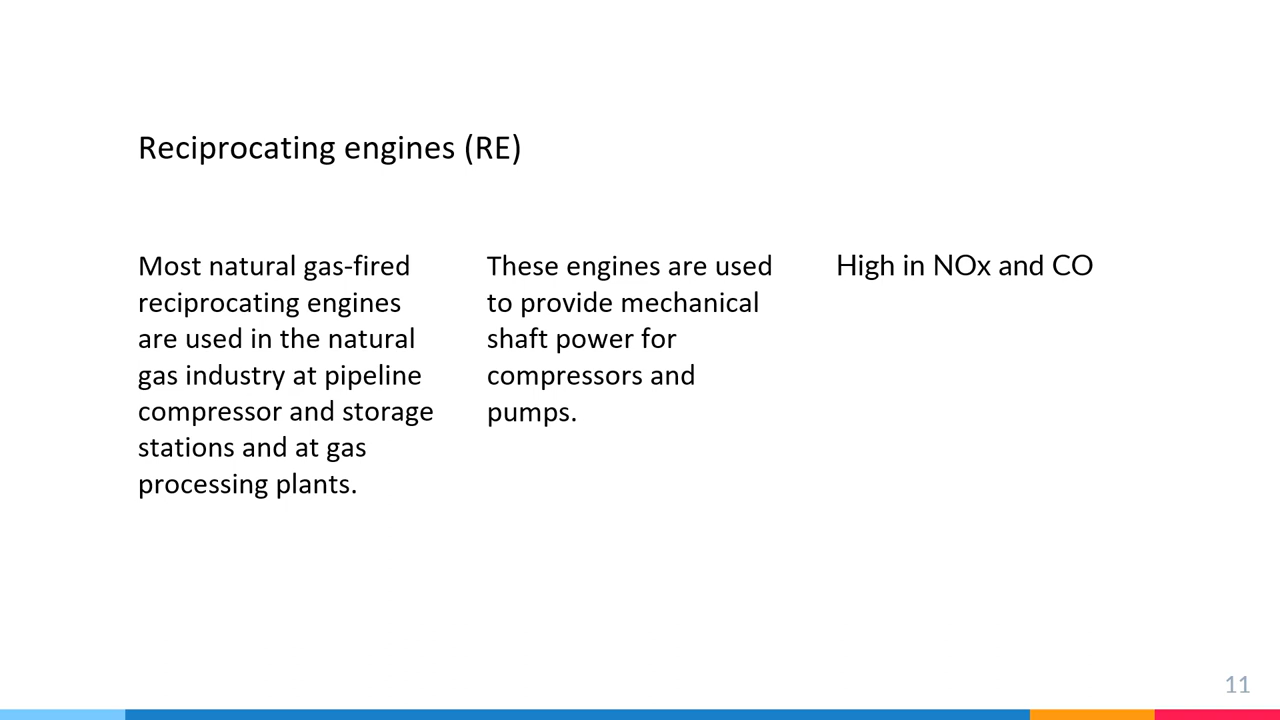 Reciprocating engines (RE)
Most natural gas-fired
reciprocating engines
are used in the natural
gas industry at pipeline
compressor and storage
stations and at gas
processing plants.
These engines are used
to provide mechanical
shaft power for
compressors and
pumps.
High in NOx and CO
11